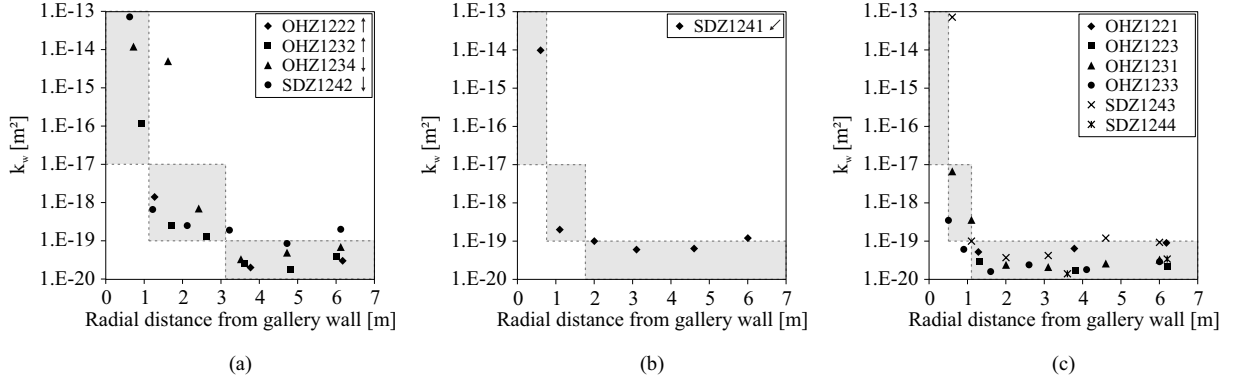 1.E-13
1.E-14
1.E-15
1.E-16
1.E-17
1.E-18
1.E-19
1.E-20
k_w [m²]
0 1 2 3 4 5 6 7
Radial distance from gallery wall [m]
OHZ1222 ↑
OHZ1232 ↑
OHZ1234 ↓
SDZ1242 ↓
(a)
1.E-13
1.E-14
1.E-15
1.E-16
1.E-17
1.E-18
1.E-19
1.E-20
k_w [m²]
0 1 2 3 4 5 6 7
Radial distance from gallery wall [m]
SDZ1241 ↙
(b)
1.E-13
1.E-14
1.E-15
1.E-16
1.E-17
1.E-18
1.E-19
1.E-20
k_w [m²]
0 1 2 3 4 5 6 7
Radial distance from gallery wall [m]
OHZ1221
OHZ1223
OHZ1231
OHZ1233
SDZ1243
SDZ1244
(c)